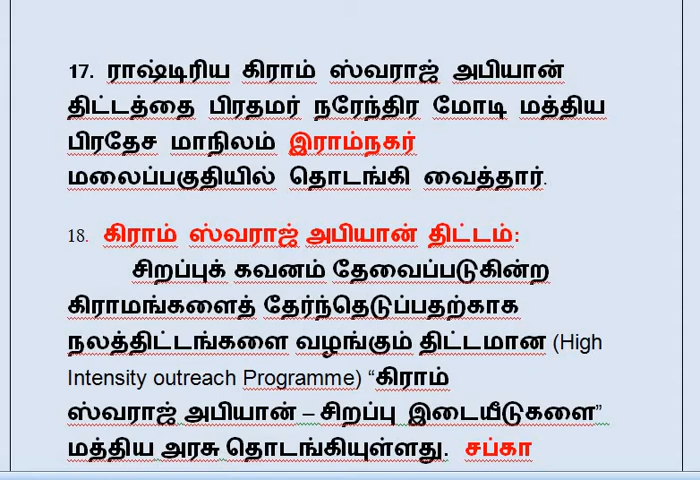 17. ராஷ்டிரிய கிராம் ஸ்வராஜ் அபியான்
திட்டத்தை பிரதமர் நரேந்திர மோடி மத்திய
பிரதேச மாநிலம் இராம்நகர்
மலைப்பகுதியில் தொடங்கி வைத்தார்.
18. கிராம் ஸ்வராஜ் அபியான் திட்டம்:
சிறப்புக் கவனம் தேவைப்படுகின்ற
கிராமங்களைத் தேர்ந்தெடுப்பதற்காக
நலத்திட்டங்களை வழங்கும் திட்டமான (High
Intensity outreach Programme) “கிராம்
ஸ்வராஜ் அபியான் – சிறப்பு இடையீடுகளை”
மத்திய அரசு தொடங்கியுள்ளது. சப்கா